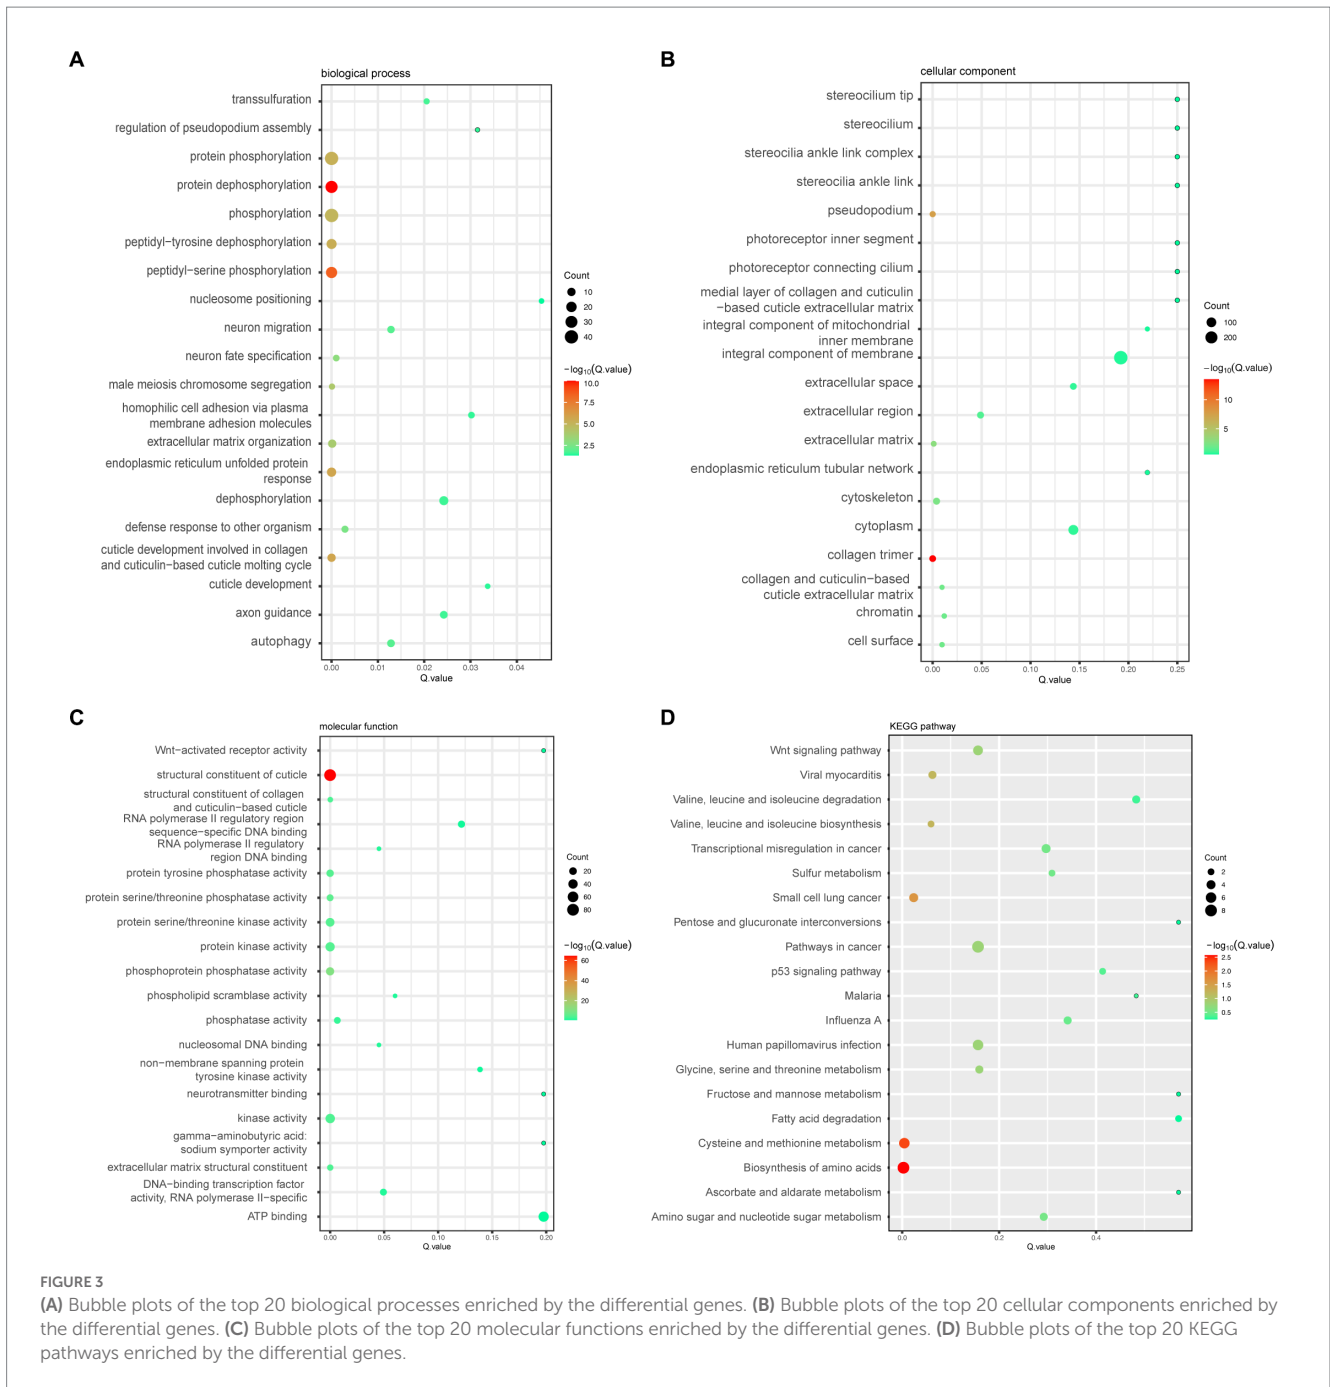 A
biological process
transsulfuration
regulation of pseudopodium assembly
protein phosphorylation
protein dephosphorylation
phosphorylation
peptidyl−tyrosine dephosphorylation
peptidyl−serine phosphorylation
nucleosome positioning
neuron migration
neuron fate specification
male meiosis chromosome segregation
homophilic cell adhesion via plasma
membrane adhesion molecules
extracellular matrix organization
endoplasmic reticulum unfolded protein
response
dephosphorylation
defense response to other organism
cuticle development involved in collagen
and cuticulin−based cuticle molting cycle
cuticle development
axon guidance
autophagy
0.00 0.01 0.02 0.03 0.04
Q.value
Count
10
20
30
40
−log10(Q.value)
10.0
7.5
5.0
2.5
B
cellular component
stereocilium tip
stereocilium
stereocilia ankle link complex
stereocilia ankle link
pseudopodium
photoreceptor inner segment
photoreceptor connecting cilium
medial layer of collagen and cuticulin
−based cuticle extracellular matrix
integral component of mitochondrial
inner membrane
integral component of membrane
extracellular space
extracellular region
extracellular matrix
endoplasmic reticulum tubular network
cytoskeleton
cytoplasm
collagen trimer
collagen and cuticulin−based
cuticle extracellular matrix
chromatin
cell surface
0.00 0.05 0.10 0.15 0.20 0.25
Q.value
Count
100
200
−log10(Q.value)
10
5
C
molecular function
Wnt−activated receptor activity
structural constituent of cuticle
structural constituent of collagen
and cuticulin−based cuticle
RNA polymerase II regulatory region
sequence−specific DNA binding
RNA polymerase II regulatory
region DNA binding
protein tyrosine phosphatase activity
protein serine/threonine phosphatase activity
protein serine/threonine kinase activity
protein kinase activity
phosphoprotein phosphatase activity
phospholipid scramblase activity
phosphatase activity
nucleosomal DNA binding
non−membrane spanning protein
tyrosine kinase activity
neurotransmitter binding
kinase activity
gamma−aminobutyric acid:
sodium symporter activity
extracellular matrix structural constituent
DNA−binding transcription factor
activity, RNA polymerase II−specific
ATP binding
0.00 0.05 0.10 0.15 0.20
Q.value
Count
20
40
60
80
−log10(Q.value)
60
40
20
D
KEGG pathway
Wnt signaling pathway
Viral myocarditis
Valine, leucine and isoleucine degradation
Valine, leucine and isoleucine biosynthesis
Transcriptional misregulation in cancer
Sulfur metabolism
Small cell lung cancer
Pentose and glucuronate interconversions
Pathways in cancer
p53 signaling pathway
Malaria
Influenza A
Human papillomavirus infection
Glycine, serine and threonine metabolism
Fructose and mannose metabolism
Fatty acid degradation
Cysteine and methionine metabolism
Biosynthesis of amino acids
Ascorbate and aldarate metabolism
Amino sugar and nucleotide sugar metabolism
0.0 0.2 0.4
Q.value
Count
2
4
6
8
−log10(Q.value)
2.5
2.0
1.5
1.0
0.5
FIGURE 3
(A) Bubble plots of the top 20 biological processes enriched by the differential genes. (B) Bubble plots of the top 20 cellular components enriched by
the differential genes. (C) Bubble plots of the top 20 molecular functions enriched by the differential genes. (D) Bubble plots of the top 20 KEGG
pathways enriched by the differential genes.